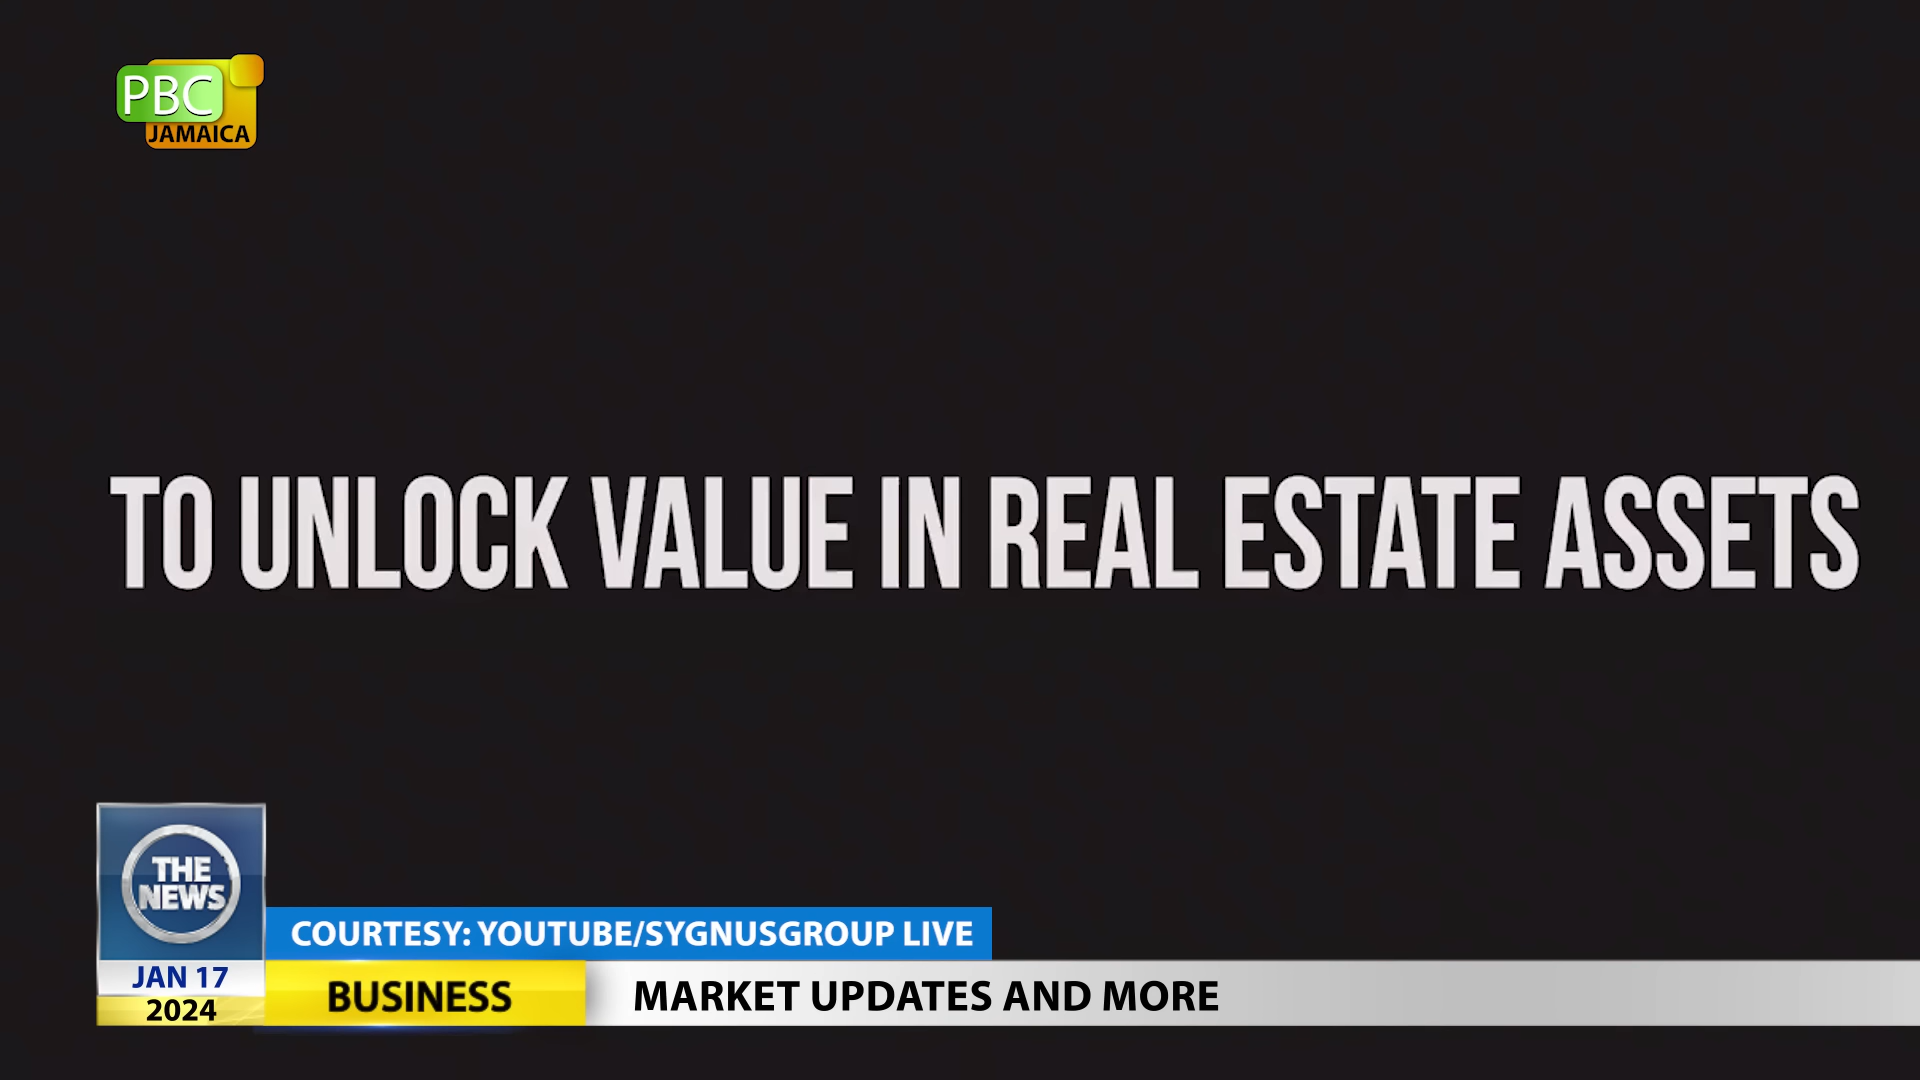 PBC
JAMAICA
TO UNLOCK VALUE IN REAL ESTATE ASSETS
THE
NEWS
COURTESY: YOUTUBE/SYGNUSGROUP LIVE
JAN 17
2024
BUSINESS
MARKET UPDATES AND MORE